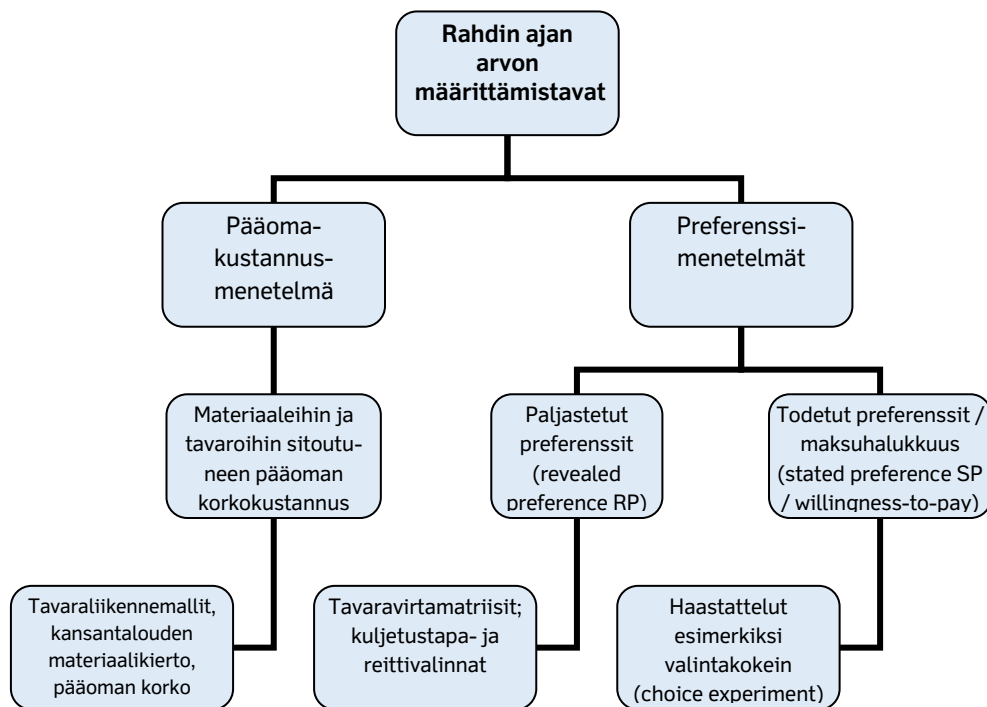 Rahdin ajan
arvon
määrittämistavat
Pääoma-
kustannus-
menetelmä
Preferenssi-
menetelmät
Materiaaleihin ja
tavaroihin sitoutu-
neen pääoman
korkokustannus
Paljastetut
preferenssit
(revealed
preference RP)
Todetut preferenssit /
maksuhalukkuus
(stated preference SP
/ willingness-to-pay)
Tavaraliikennemallit,
kansantalouden
materiaalikierto,
pääoman korko
Tavaravirtamatriisit;
kuljetustapa- ja
reittivalinnat
Haastattelut
esimerkiksi
valintakokein
(choice experiment)